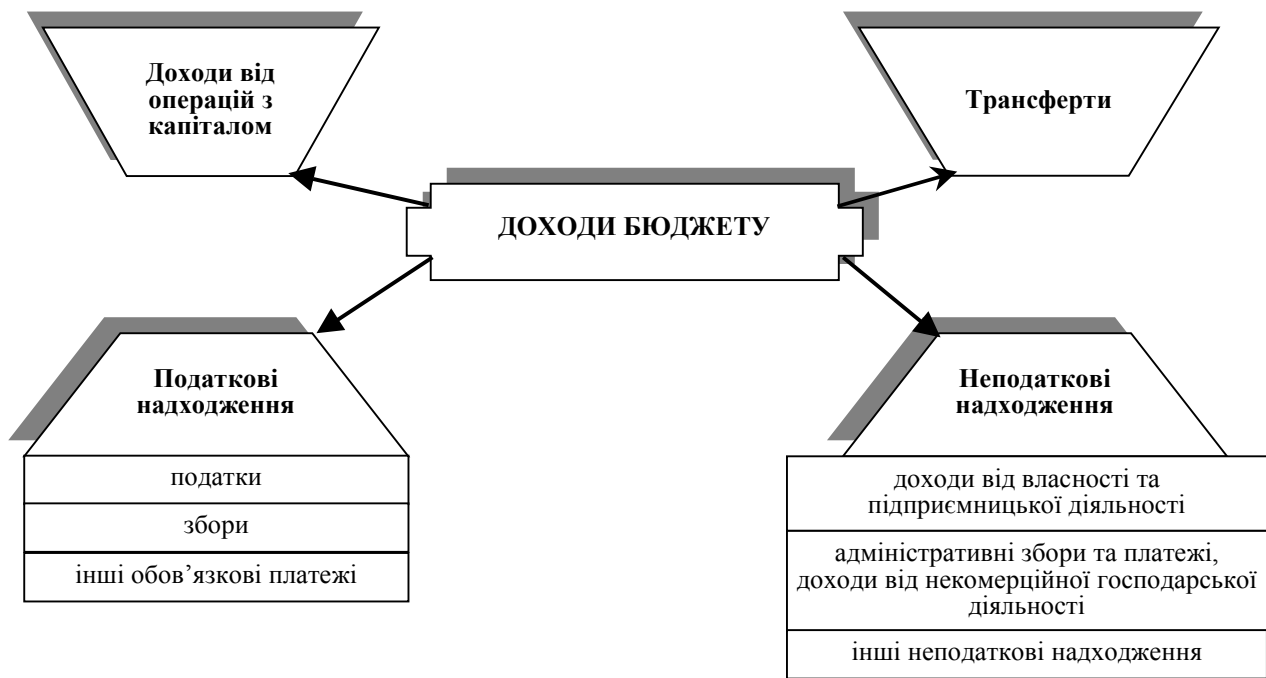 Доходи від
операцій з
капіталом
Трансферти
ДОХОДИ БЮДЖЕТУ
Податкові
надходження
податки
збори
інші обов’язкові платежі
Неподаткові
надходження
доходи від власності та
підприємницької діяльності
адміністративні збори та платежі,
доходи від некомерційної господарської
діяльності
інші неподаткові надходження